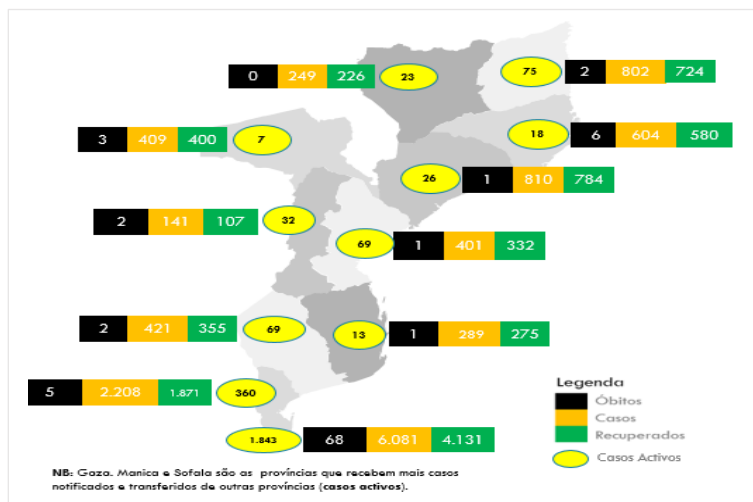 0 249 226 23
75 2 802 724
3 409 400 7
18 6 604 580
26 1 810 784
2 141 107 32
69 1 401 332
2 421 355 69
13 1 289 275
5 2.208 1.871 360
1.843 68 6.081 4.131
Legenda
Óbitos
Casos
Recuperados
Casos Activos
NB: Gaza. Manica e Sofala são as províncias que recebem mais casos
notificados e transferidos de outras províncias (casos activos).